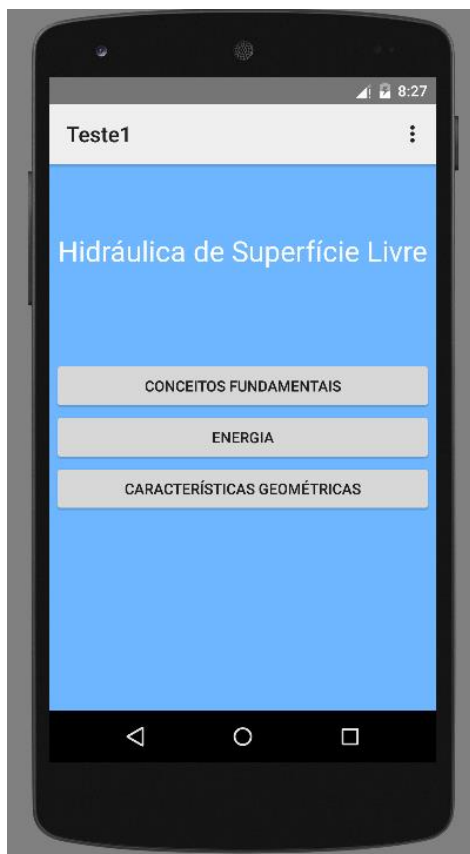 8:27
Teste1
Hidráulica de Superfície Livre
CONCEITOS FUNDAMENTAIS
ENERGIA
CARACTERÍSTICAS GEOMÉTRICAS